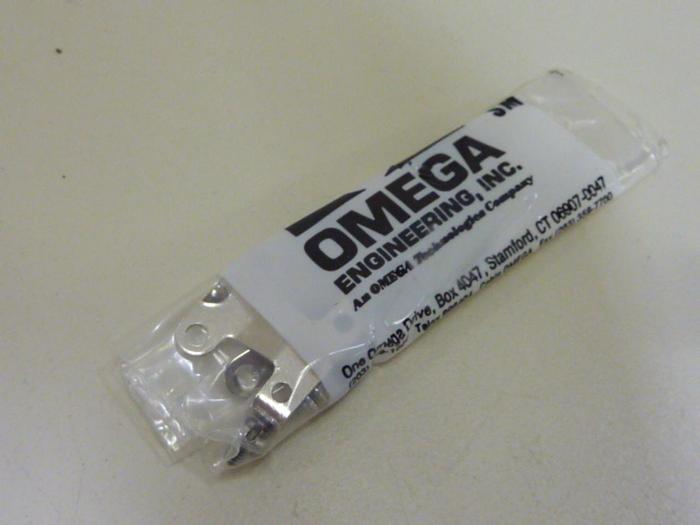 OMEGA
ENGINEERING, INC.
An OMEGA Technologies Company
One Omega Drive, Box 4047, Stamford, CT 06907-0047